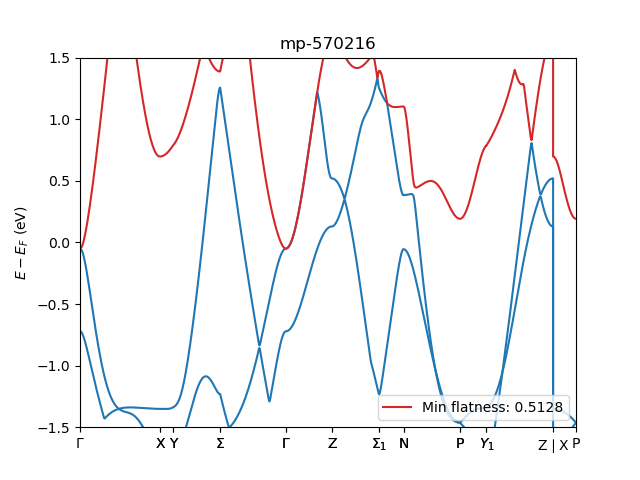 mp-570216
E − E_F (eV)
1.5
1.0
0.5
0.0
−0.5
−1.0
−1.5
Min flatness: 0.5128
Γ X Y Σ Γ Z Σ₁ N P Y₁ Z | X P